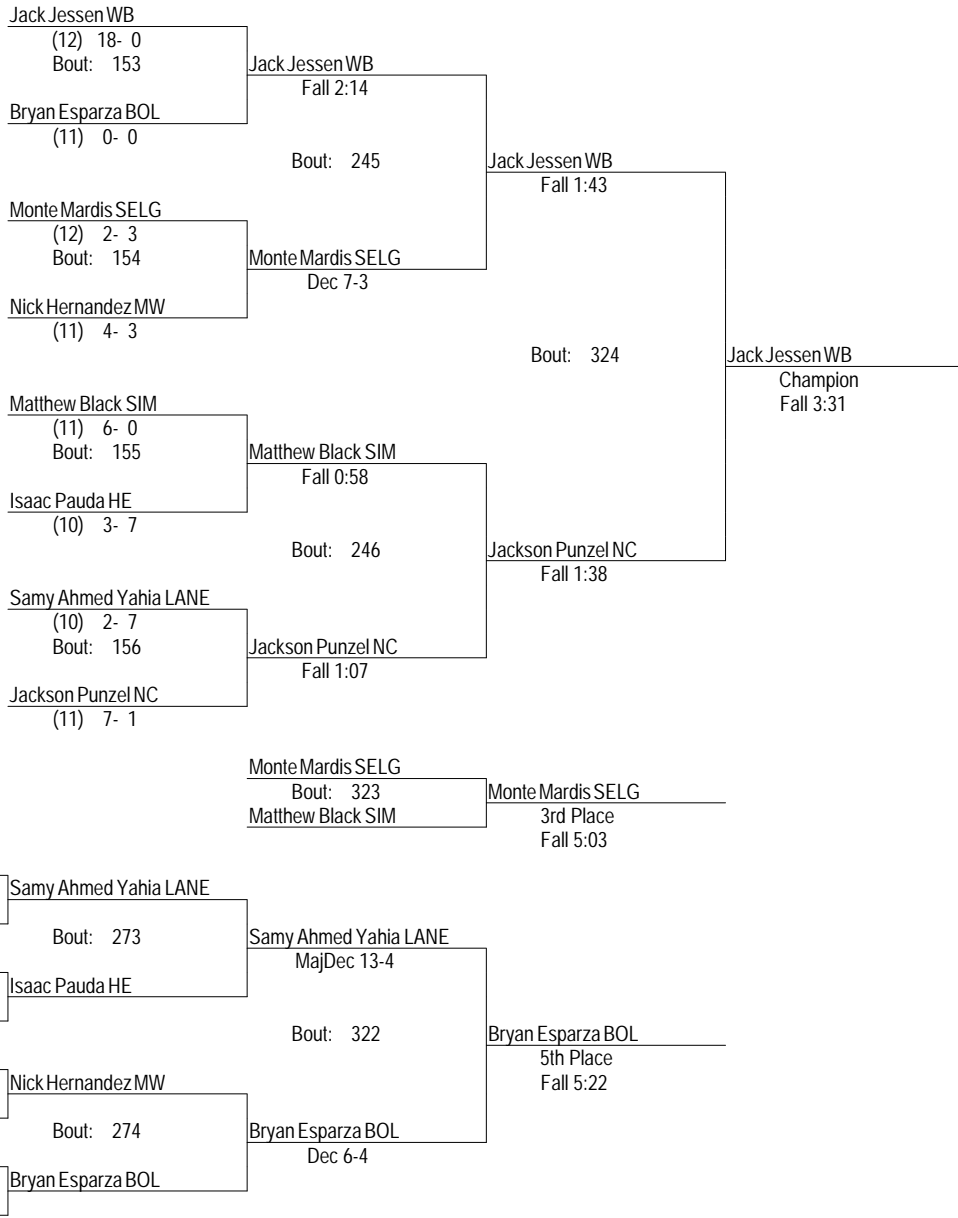 Jack Jessen WB
(12) 18- 0
Bout: 153
Jack Jessen WB
Fall 2:14
Bryan Esparza BOL
(11) 0- 0
Bout: 245
Jack Jessen WB
Fall 1:43
Monte Mardis SELG
(12) 2- 3
Bout: 154
Monte Mardis SELG
Dec 7-3
Nick Hernandez MW
(11) 4- 3
Bout: 324
Jack Jessen WB
Champion
Fall 3:31
Matthew Black SIM
(11) 6- 0
Bout: 155
Matthew Black SIM
Fall 0:58
Isaac Pauda HE
(10) 3- 7
Bout: 246
Jackson Punzel NC
Fall 1:38
Samy Ahmed Yahia LANE
(10) 2- 7
Bout: 156
Jackson Punzel NC
Fall 1:07
Jackson Punzel NC
(11) 7- 1
Monte Mardis SELG
Bout: 323
Monte Mardis SELG
Matthew Black SIM
3rd Place
Fall 5:03
Samy Ahmed Yahia LANE
Bout: 273
Samy Ahmed Yahia LANE
MajDec 13-4
Isaac Pauda HE
Bout: 322
Bryan Esparza BOL
5th Place
Fall 5:22
Nick Hernandez MW
Bout: 274
Bryan Esparza BOL
Dec 6-4
Bryan Esparza BOL